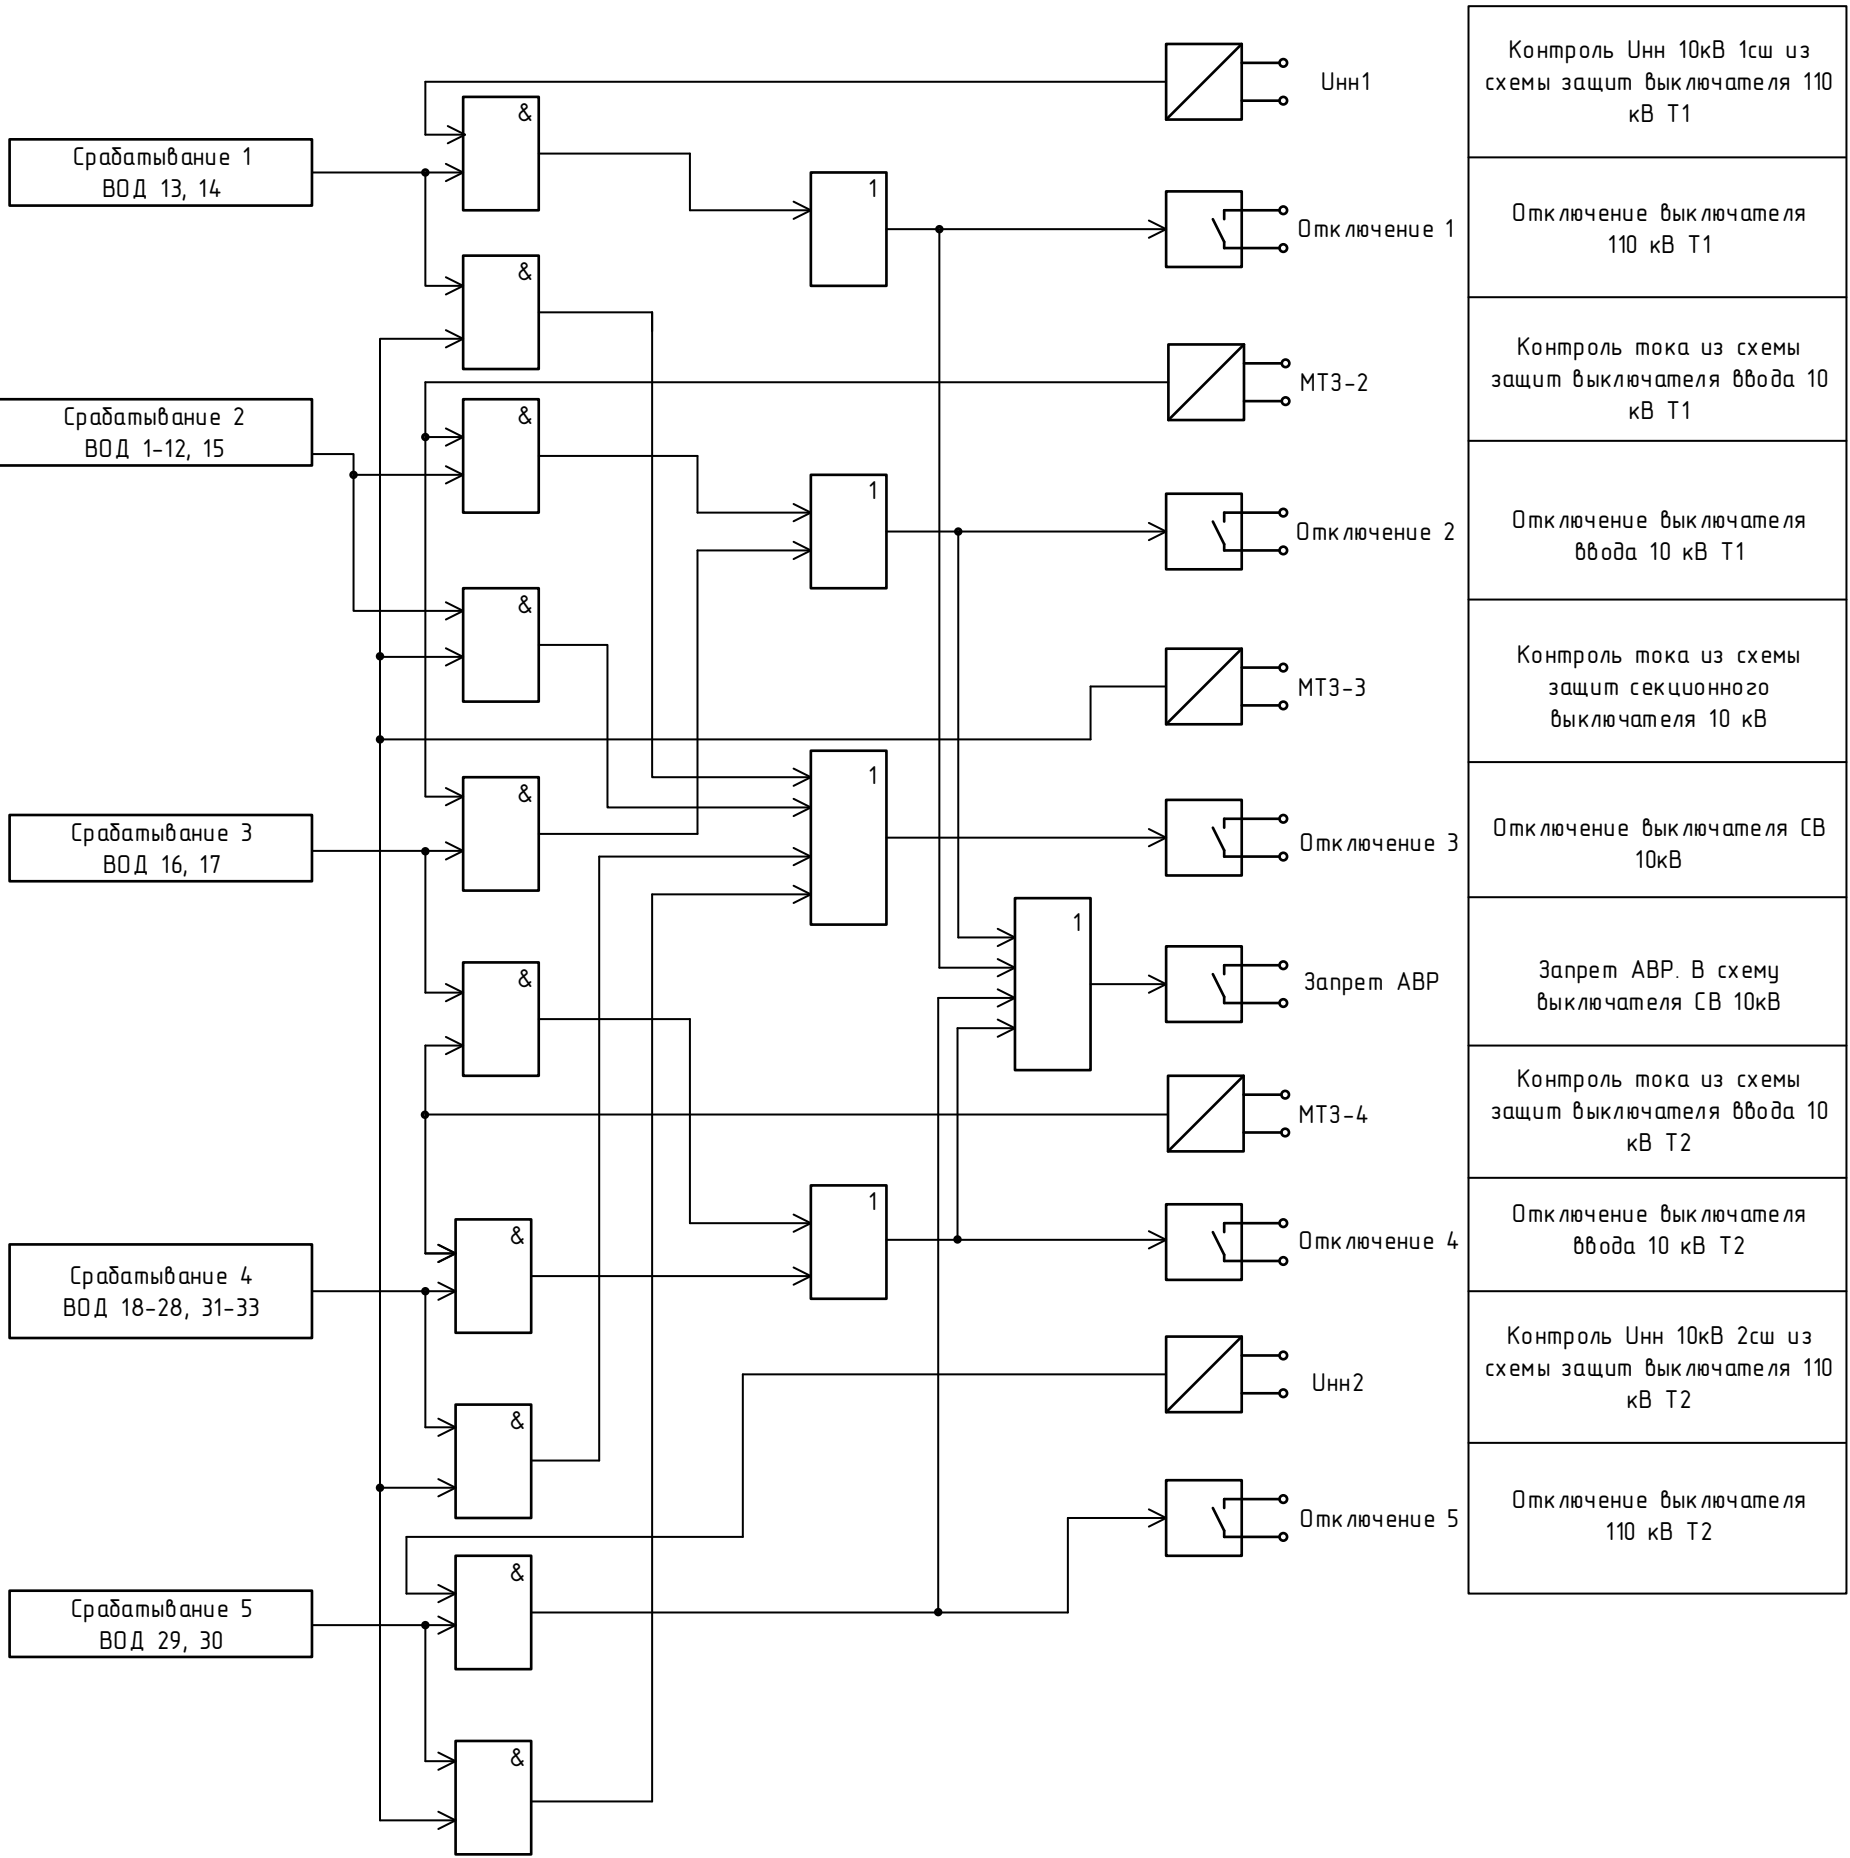 Срабатывание 1
ВОД 13, 14
Срабатывание 2
ВОД 1-12, 15
Срабатывание 3
ВОД 16, 17
Срабатывание 4
ВОД 18-28, 31-33
Срабатывание 5
ВОД 29, 30
&
&
&
&
&
&
&
&
&
&
1
1
1
1
1
Uнн1
Отключение 1
МТЗ-2
Отключение 2
МТЗ-3
Отключение 3
Запрет АВР
МТЗ-4
Отключение 4
Uнн2
Отключение 5
Контроль Uнн 10кВ 1сш из
схемы защит выключателя 110
кВ Т1
Отключение выключателя
110 кВ Т1
Контроль тока из схемы
защит выключателя ввода 10
кВ Т1
Отключение выключателя
ввода 10 кВ Т1
Контроль тока из схемы
защит секционного
выключателя 10 кВ
Отключение выключателя СВ
10кВ
Запрет АВР. В схему
выключателя СВ 10кВ
Контроль тока из схемы
защит выключателя ввода 10
кВ Т2
Отключение выключателя
ввода 10 кВ Т2
Контроль Uнн 10кВ 2сш из
схемы защит выключателя 110
кВ Т2
Отключение выключателя
110 кВ Т2